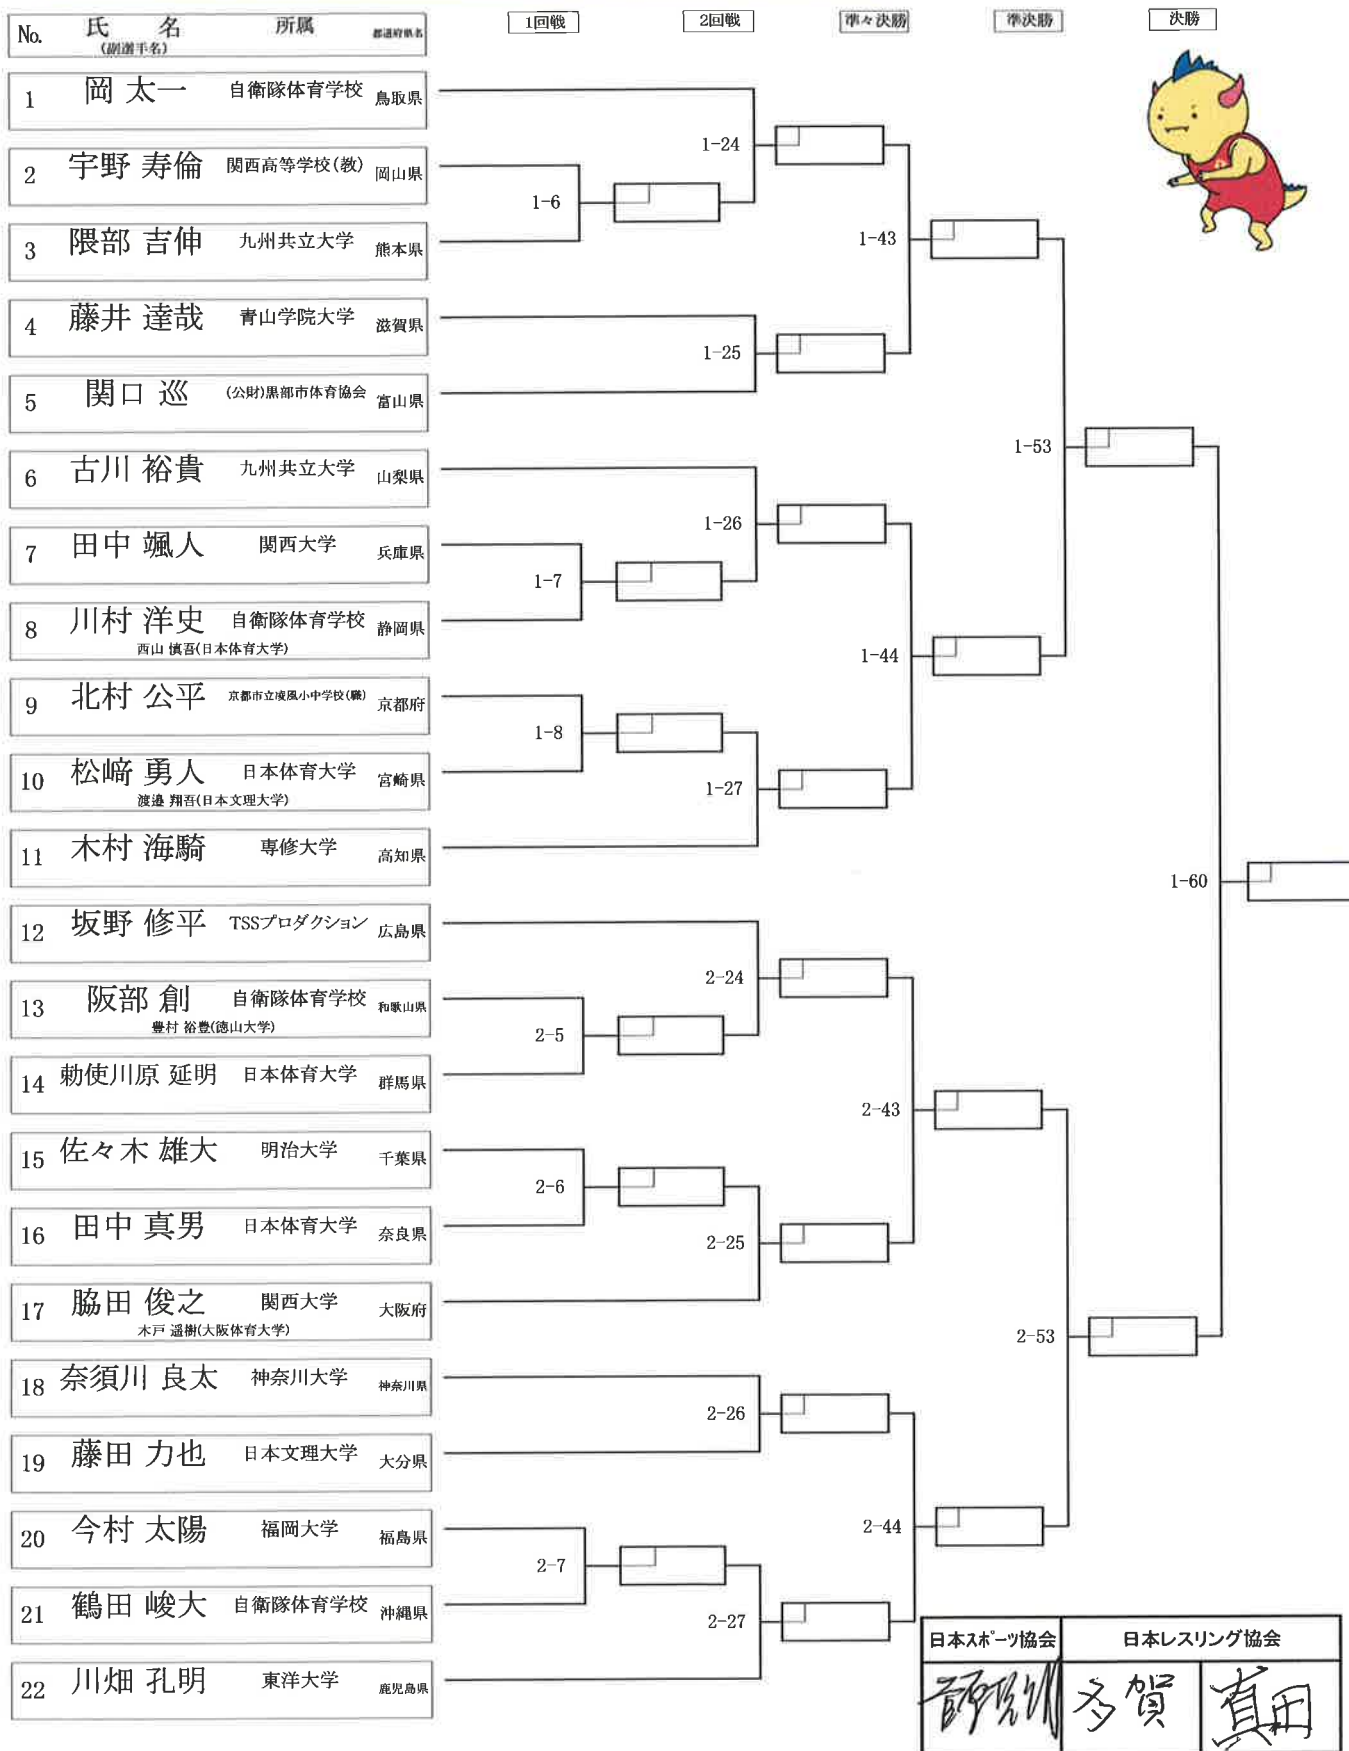 No. 氏 名 所属 都道府県名 1回戦 2回戦 準々決勝 準決勝 決勝
(副選手名)
1 岡 太一 自衛隊体育学校 鳥取県
1-24
2 宇野 寿倫 関西高等学校(教) 岡山県
1-6
3 隈部 吉伸 九州共立大学 熊本県
1-43
4 藤井 達哉 青山学院大学 滋賀県
1-25
5 関口 巡 (公財)黒部市体育協会 富山県
1-53
6 古川 裕貴 九州共立大学 山梨県
1-26
7 田中 颯人 関西大学 兵庫県
1-7
8 川村 洋史 自衛隊体育学校 静岡県
西山 慎吾(日本体育大学)
1-44
9 北村 公平 京都市立凌風小中学校(職) 京都府
1-8
10 松﨑 勇人 日本体育大学 宮崎県
渡邉 翔吾(日本文理大学)
1-27
11 木村 海騎 専修大学 高知県
1-60
12 坂野 修平 TSSプロダクション 広島県
2-24
13 阪部 創 自衛隊体育学校 和歌山県
豊村 裕豊(徳山大学)
2-5
14 勅使川原 延明 日本体育大学 群馬県
2-43
15 佐々木 雄大 明治大学 千葉県
2-6
16 田中 真男 日本体育大学 奈良県
2-25
17 脇田 俊之 関西大学 大阪府
木戸 遥樹(大阪体育大学)
2-53
18 奈須川 良太 神奈川大学 神奈川県
2-26
19 藤田 力也 日本文理大学 大分県
2-44
20 今村 太陽 福岡大学 福島県
2-7
21 鶴田 峻大 自衛隊体育学校 沖縄県
2-27
22 川畑 孔明 東洋大学 鹿児島県
日本スポーツ協会 日本レスリング協会
多賀 真田